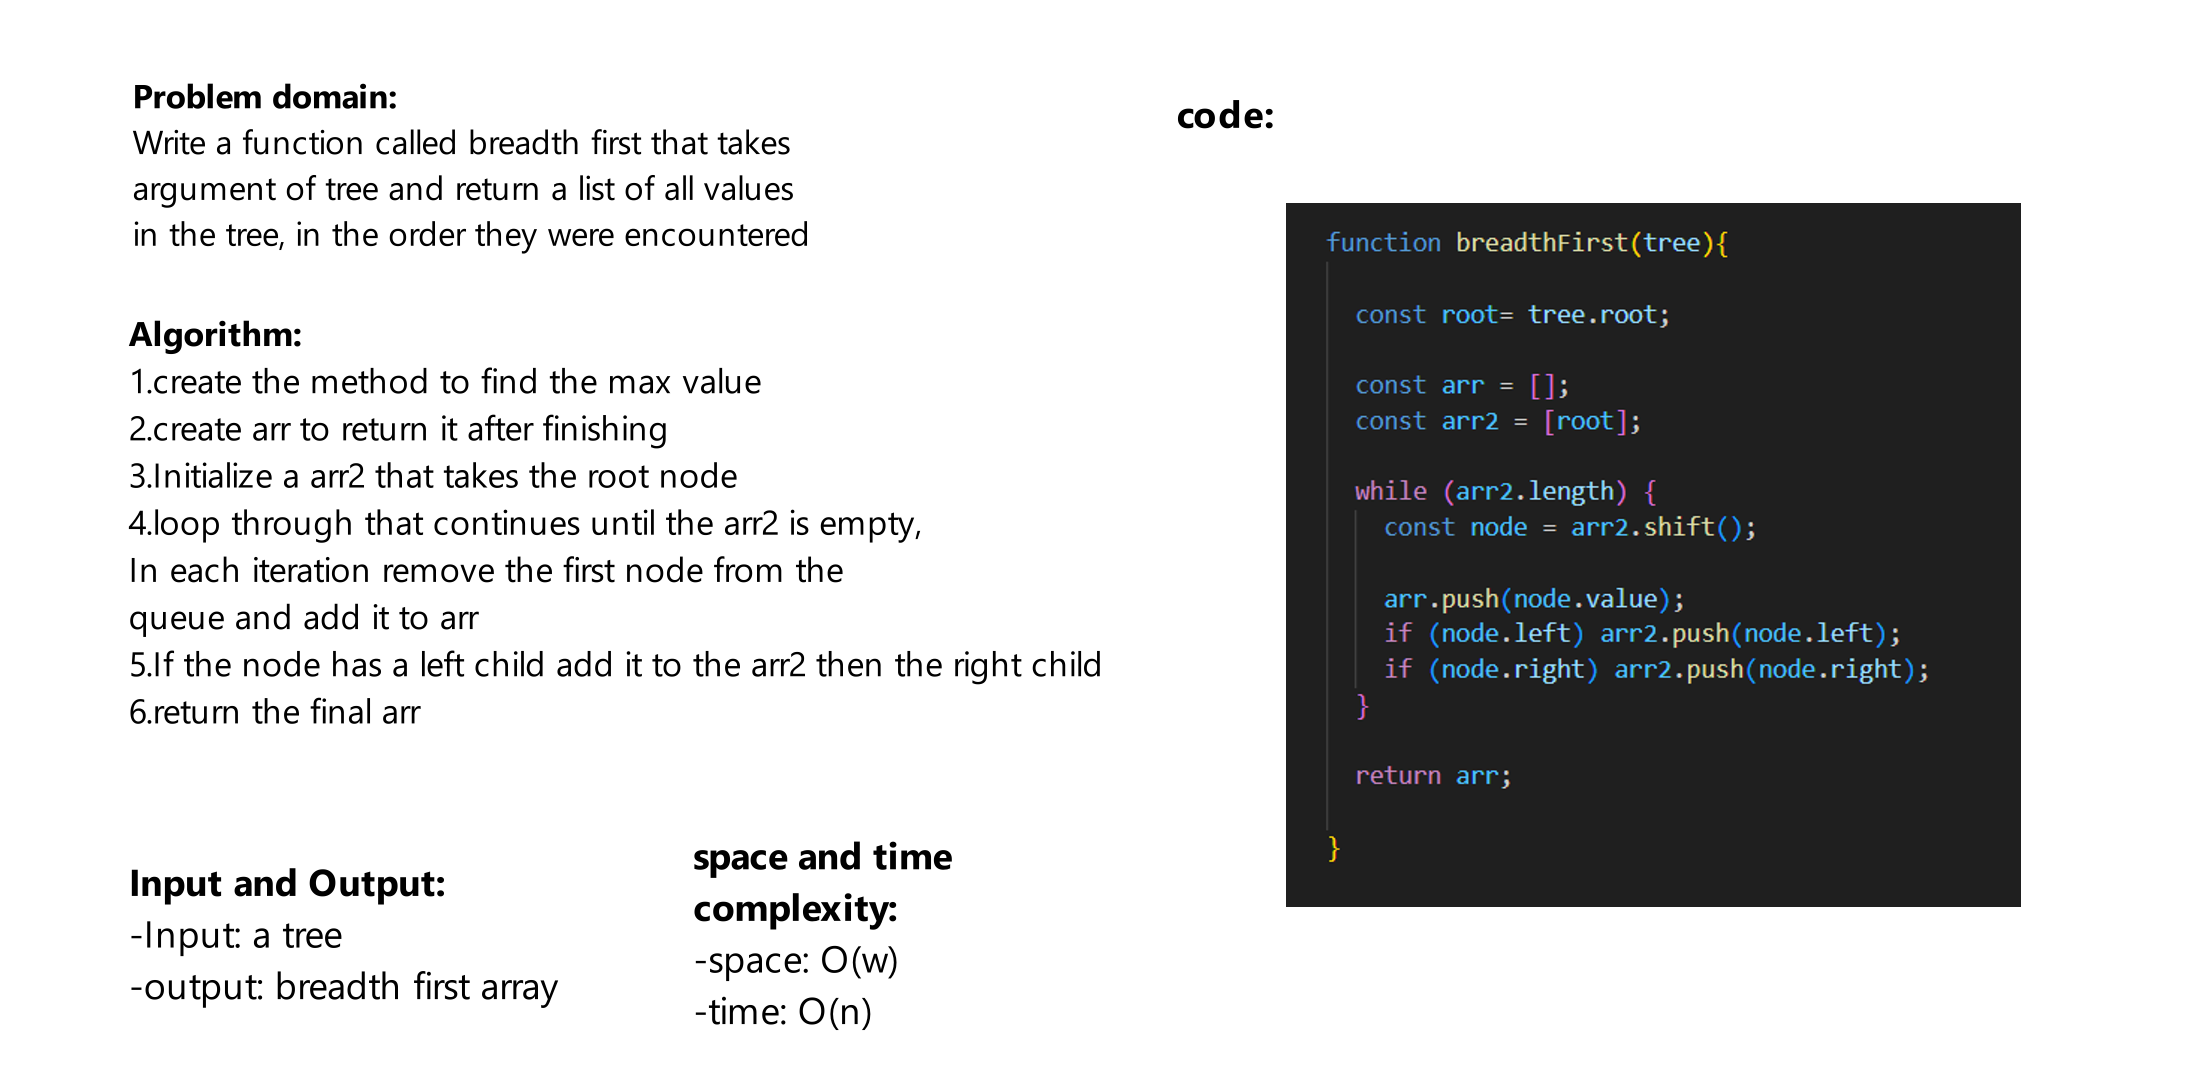 Problem domain:
Write a function called breadth first that takes
argument of tree and return a list of all values
in the tree, in the order they were encountered
Algorithm:
1.create the method to find the max value
2.create arr to return it after finishing
3.Initialize a arr2 that takes the root node
4.loop through that continues until the arr2 is empty,
In each iteration remove the first node from the
queue and add it to arr
5.If the node has a left child add it to the arr2 then the right child
6.return the final arr
Input and Output:
-Input: a tree
-output: breadth first array
space and time
complexity:
-space: O(w)
-time: O(n)
code:
function breadthFirst(tree){
const root= tree.root;
const arr = [];
const arr2 = [root];
while (arr2.length) {
const node = arr2.shift();
arr.push(node.value);
if (node.left) arr2.push(node.left);
if (node.right) arr2.push(node.right);
}
return arr;
}